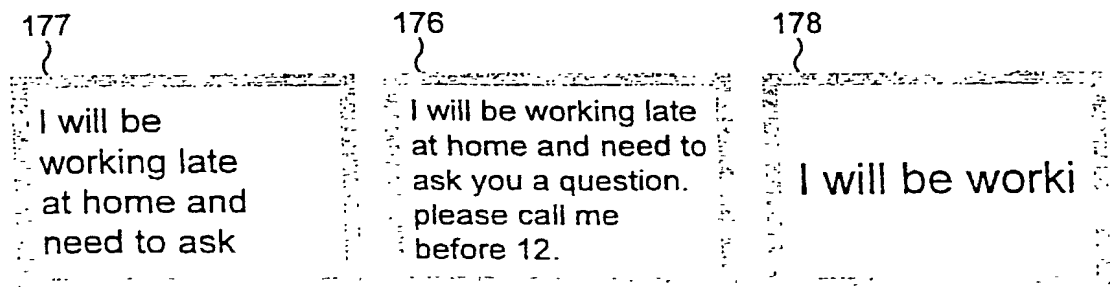 177
I will be
working late
at home and
need to ask
176
I will be working late
at home and need to
ask you a question.
please call me
before 12.
178
I will be worki